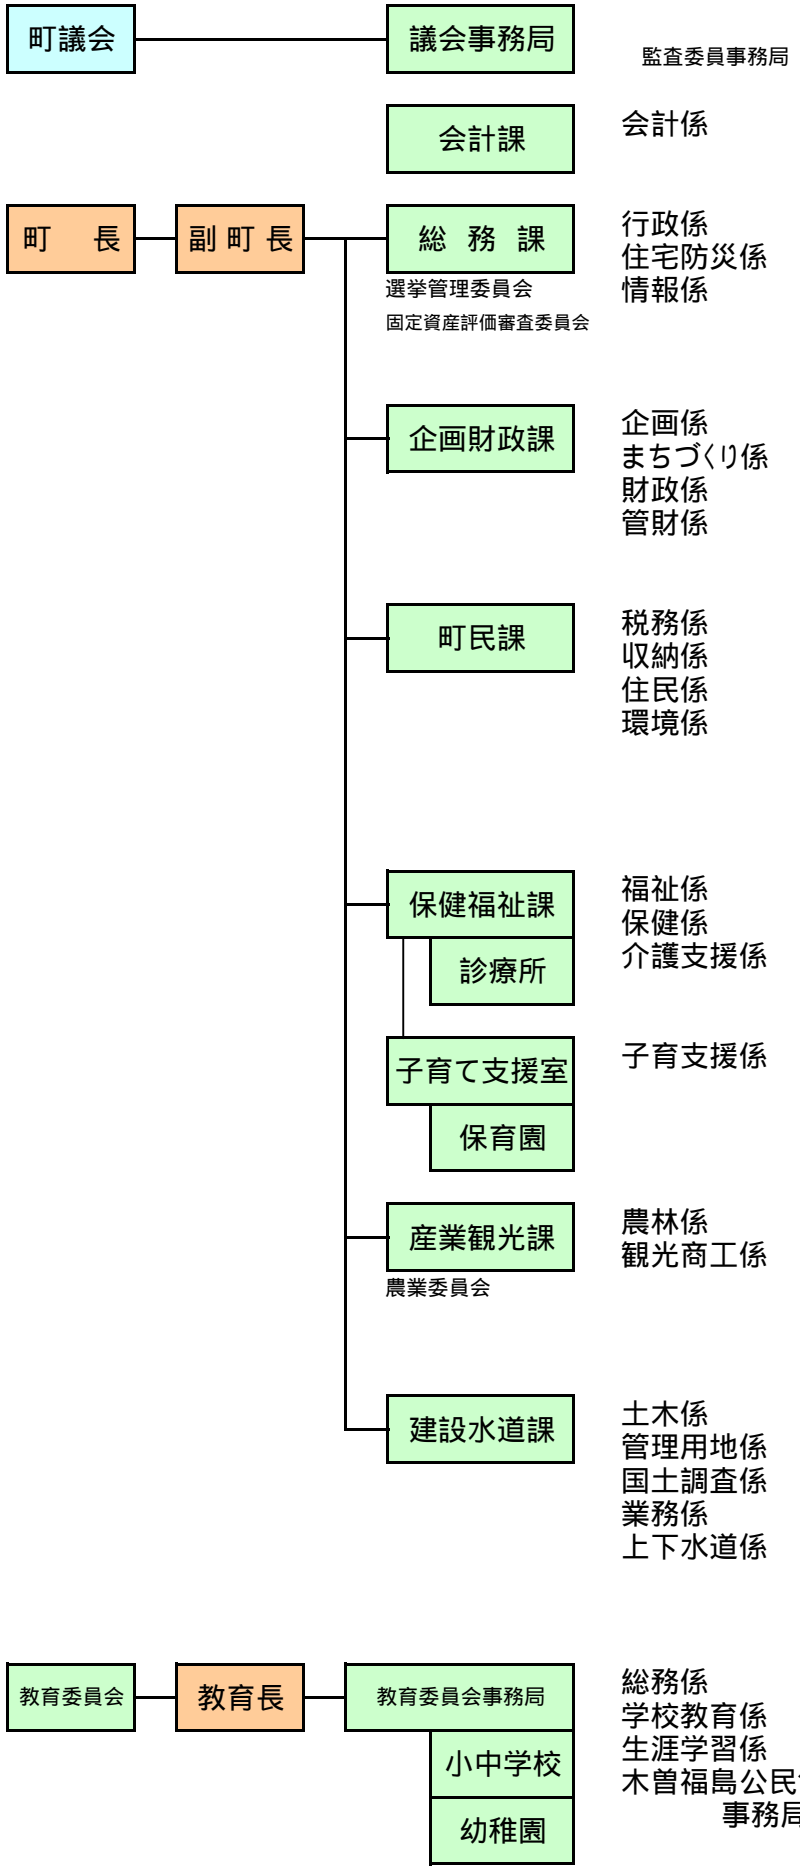 町議会
議会事務局
監査委員事務局
会計課
会計係
町　長
副 町 長
総 務 課
選挙管理委員会
固定資産評価審査委員会
行政係
住宅防災係
情報係
企画財政課
企画係
まちづくり係
財政係
管財係
町民課
税務係
収納係
住民係
環境係
保健福祉課
診療所
福祉係
保健係
介護支援係
子育て支援室
保育園
子育支援係
産業観光課
農業委員会
農林係
観光商工係
建設水道課
土木係
管理用地係
国土調査係
業務係
上下水道係
教育委員会
教育長
教育委員会事務局
小中学校
幼稚園
総務係
学校教育係
生涯学習係
木曽福島公民
事務局